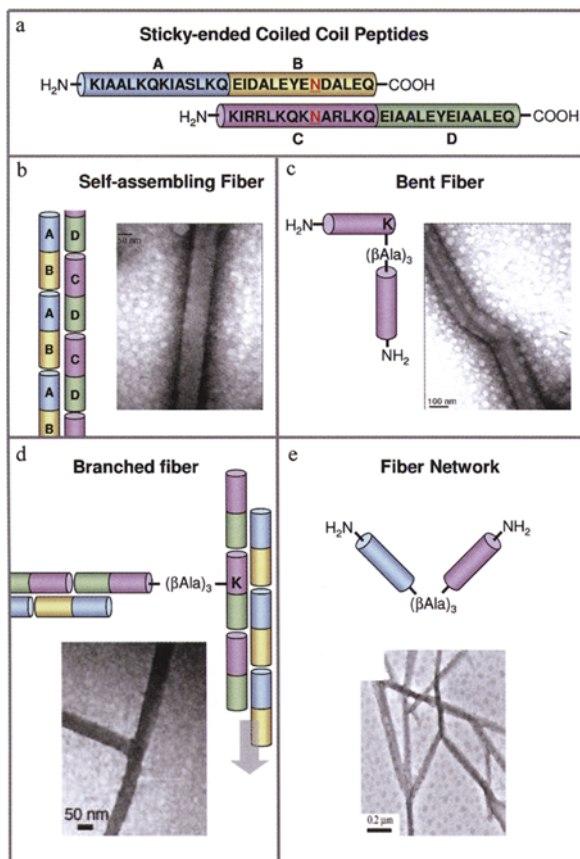 a
Sticky-ended Coiled Coil Peptides
A
B
H₂N
KIAALKQKIASLKQ
EIDALEYENDALEQ
COOH
H₂N
KIRRLKQKNARLKQ
EIAALEYEIAALEQ
COOH
C
D
b
Self-assembling Fiber
A
B
A
B
A
B
D
C
D
C
D
50 nm
c
Bent Fiber
H₂N
K
(βAla)₃
NH₂
100 nm
d
Branched fiber
(βAla)₃
K
50 nm
e
Fiber Network
H₂N
NH₂
(βAla)₃
0.2 μm